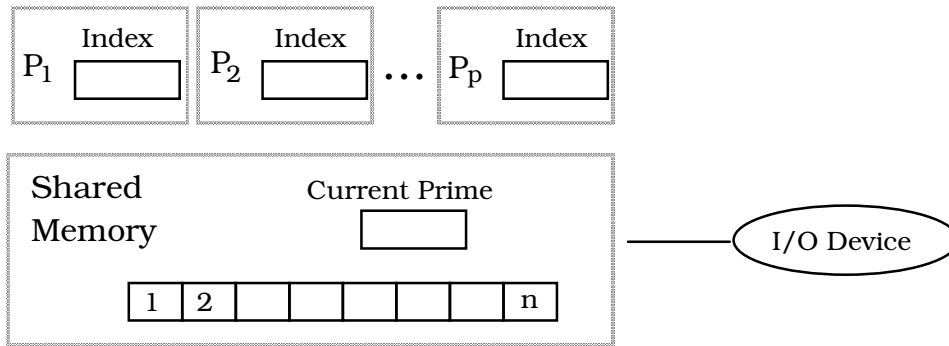 Index Index Index
P1 P2 ... Pp
Shared Memory
Current Prime
I/O Device
1 2 n